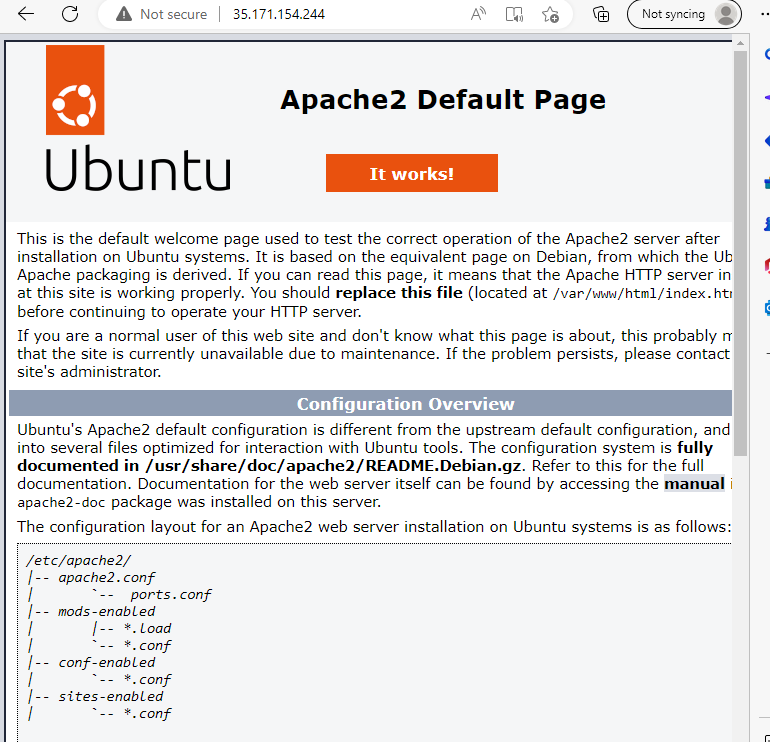 Not secure 35.171.154.244 Not syncing
Apache2 Default Page
Ubuntu
It works!
This is the default welcome page used to test the correct operation of the Apache2 server after
installation on Ubuntu systems. It is based on the equivalent page on Debian, from which the Ub
Apache packaging is derived. If you can read this page, it means that the Apache HTTP server in
at this site is working properly. You should replace this file (located at /var/www/html/index.htm
before continuing to operate your HTTP server.
If you are a normal user of this web site and don't know what this page is about, this probably m
that the site is currently unavailable due to maintenance. If the problem persists, please contact
site's administrator.
Configuration Overview
Ubuntu's Apache2 default configuration is different from the upstream default configuration, and
into several files optimized for interaction with Ubuntu tools. The configuration system is fully
documented in /usr/share/doc/apache2/README.Debian.gz. Refer to this for the full
documentation. Documentation for the web server itself can be found by accessing the manual i
apache2-doc package was installed on this server.
The configuration layout for an Apache2 web server installation on Ubuntu systems is as follows:
/etc/apache2/
|-- apache2.conf
|       `--  ports.conf
|-- mods-enabled
|       |-- *.load
|       `-- *.conf
|-- conf-enabled
|       `-- *.conf
|-- sites-enabled
|       `-- *.conf